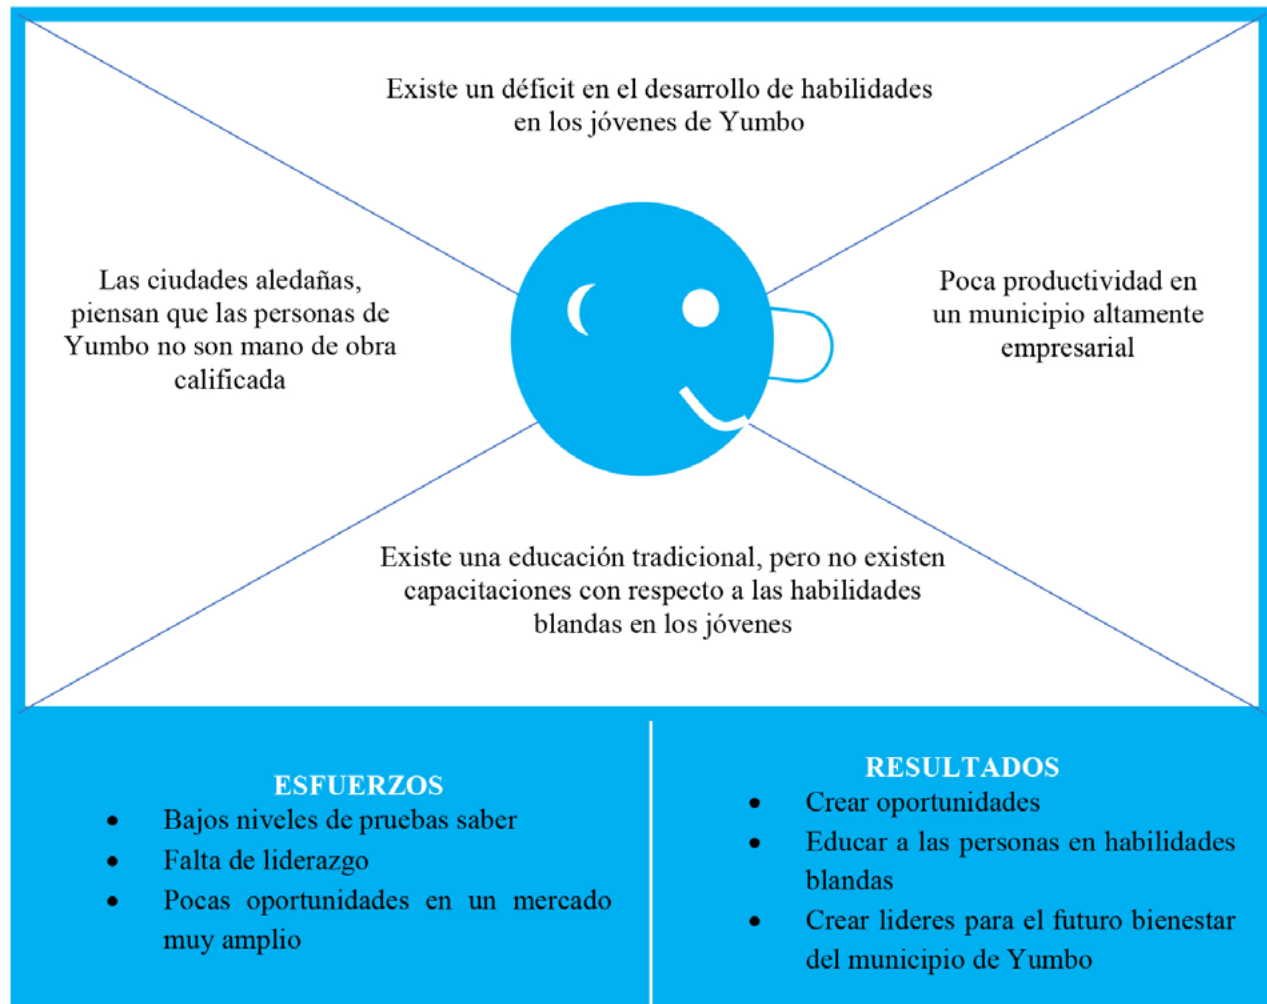 Existe un déficit en el desarrollo de habilidades
en los jóvenes de Yumbo
Las ciudades aledañas,
piensan que las personas de
Yumbo no son mano de obra
calificada
Poca productividad en
un municipio altamente
empresarial
Existe una educación tradicional, pero no existen
capacitaciones con respecto a las habilidades
blandas en los jóvenes
ESFUERZOS
• Bajos niveles de pruebas saber
• Falta de liderazgo
• Pocas oportunidades en un mercado
muy amplio
RESULTADOS
• Crear oportunidades
• Educar a las personas en habilidades
blandas
• Crear lideres para el futuro bienestar
del municipio de Yumbo